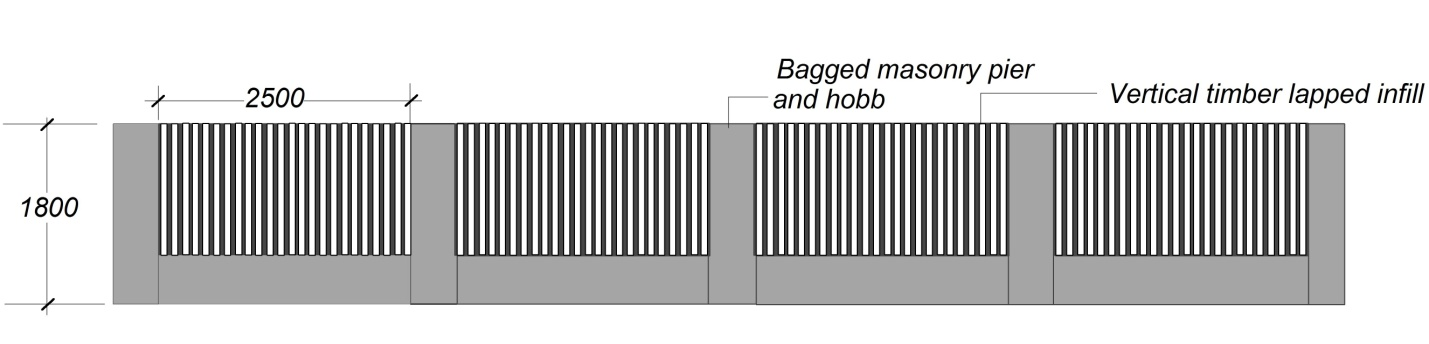 Bagged masonry pier
and hobb
Vertical timber lapped infill
2500
1800